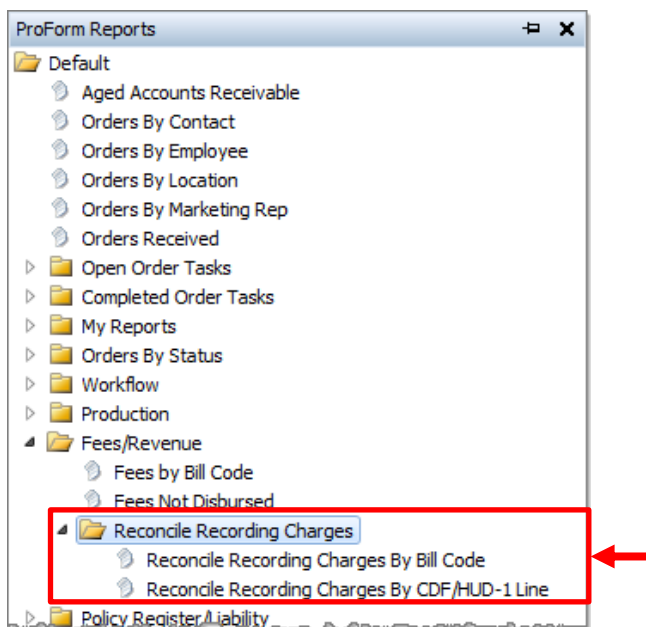 ProForm Reports
Default
Aged Accounts Receivable
Orders By Contact
Orders By Employee
Orders By Location
Orders By Marketing Rep
Orders Received
Open Order Tasks
Completed Order Tasks
My Reports
Orders By Status
Workflow
Production
Fees/Revenue
Fees by Bill Code
Fees Not Disbursed
Reconcile Recording Charges
Reconcile Recording Charges By Bill Code
Reconcile Recording Charges By CDF/HUD-1 Line
Policy Register/Liability